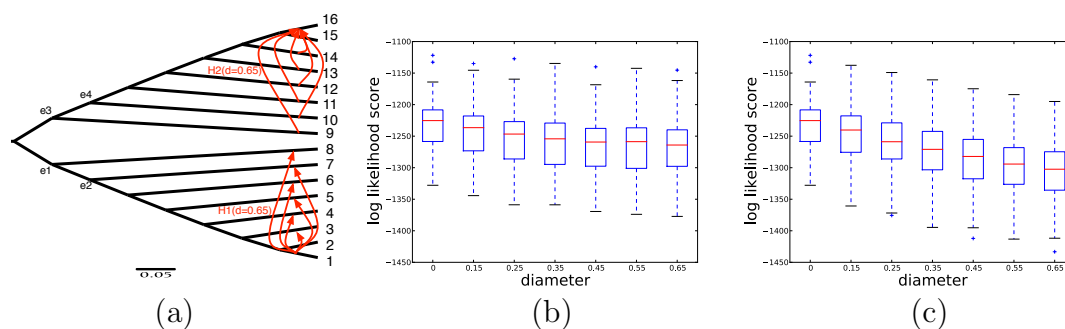 16
15
14
13
12
11
10
9
8
7
6
5
4
3
2
1
e4
e3
e1
e2
H2(d=0.65)
H1(d=0.65)
0.05
(a)
log likelihood score
−1100
−1150
−1200
−1250
−1300
−1350
−1400
−1450
0 0.15 0.25 0.35 0.45 0.55 0.65
diameter
(b)
log likelihood score
−1100
−1150
−1200
−1250
−1300
−1350
−1400
−1450
0 0.15 0.25 0.35 0.45 0.55 0.65
diameter
(c)